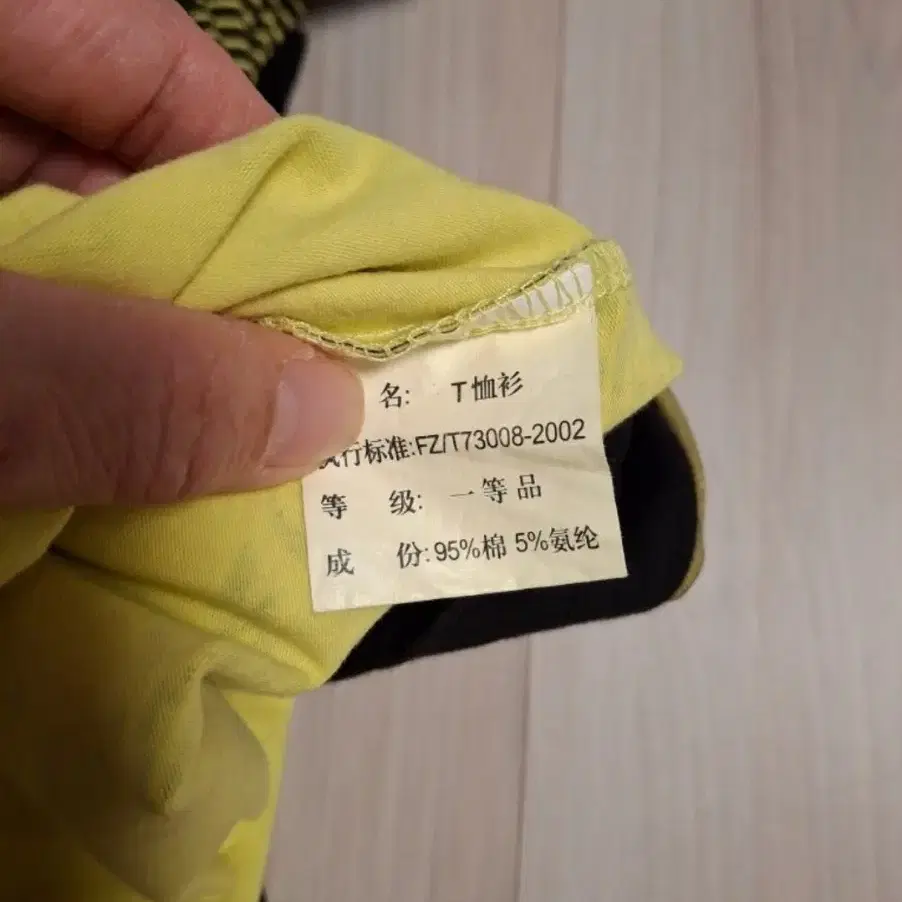 名: T恤衫
执行标准:FZ/T73008-2002
等 级: 一等品
成 份: 95%棉 5%氨纶